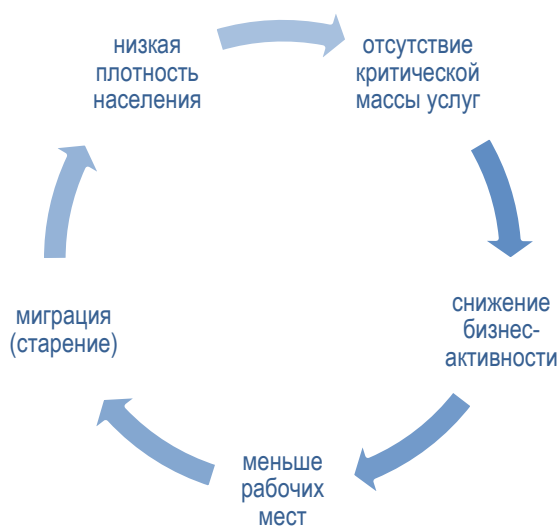 низкая
плотность
населения
отсутствие
критической
массы услуг
снижение
бизнес-
активности
меньше
рабочих
мест
миграция
(старение)